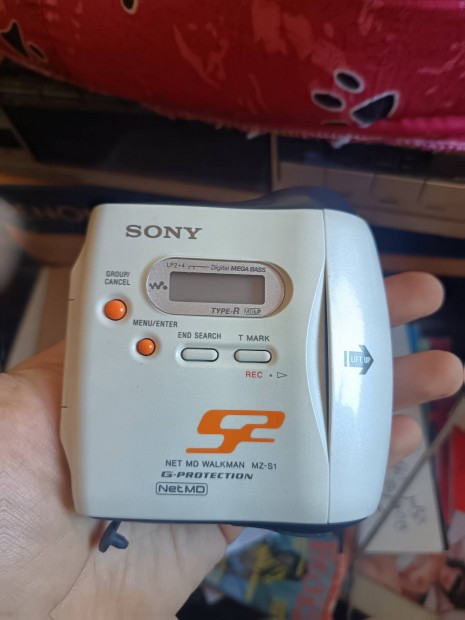 SONY
LP2•4 Digital MEGA BASS
GROUP/
CANCEL
TYPE-R MDLP
MENU/ENTER
END SEARCH T MARK
REC
LIFT UP
S2
NET MD WALKMAN MZ-S1
G-PROTECTION
NetMD